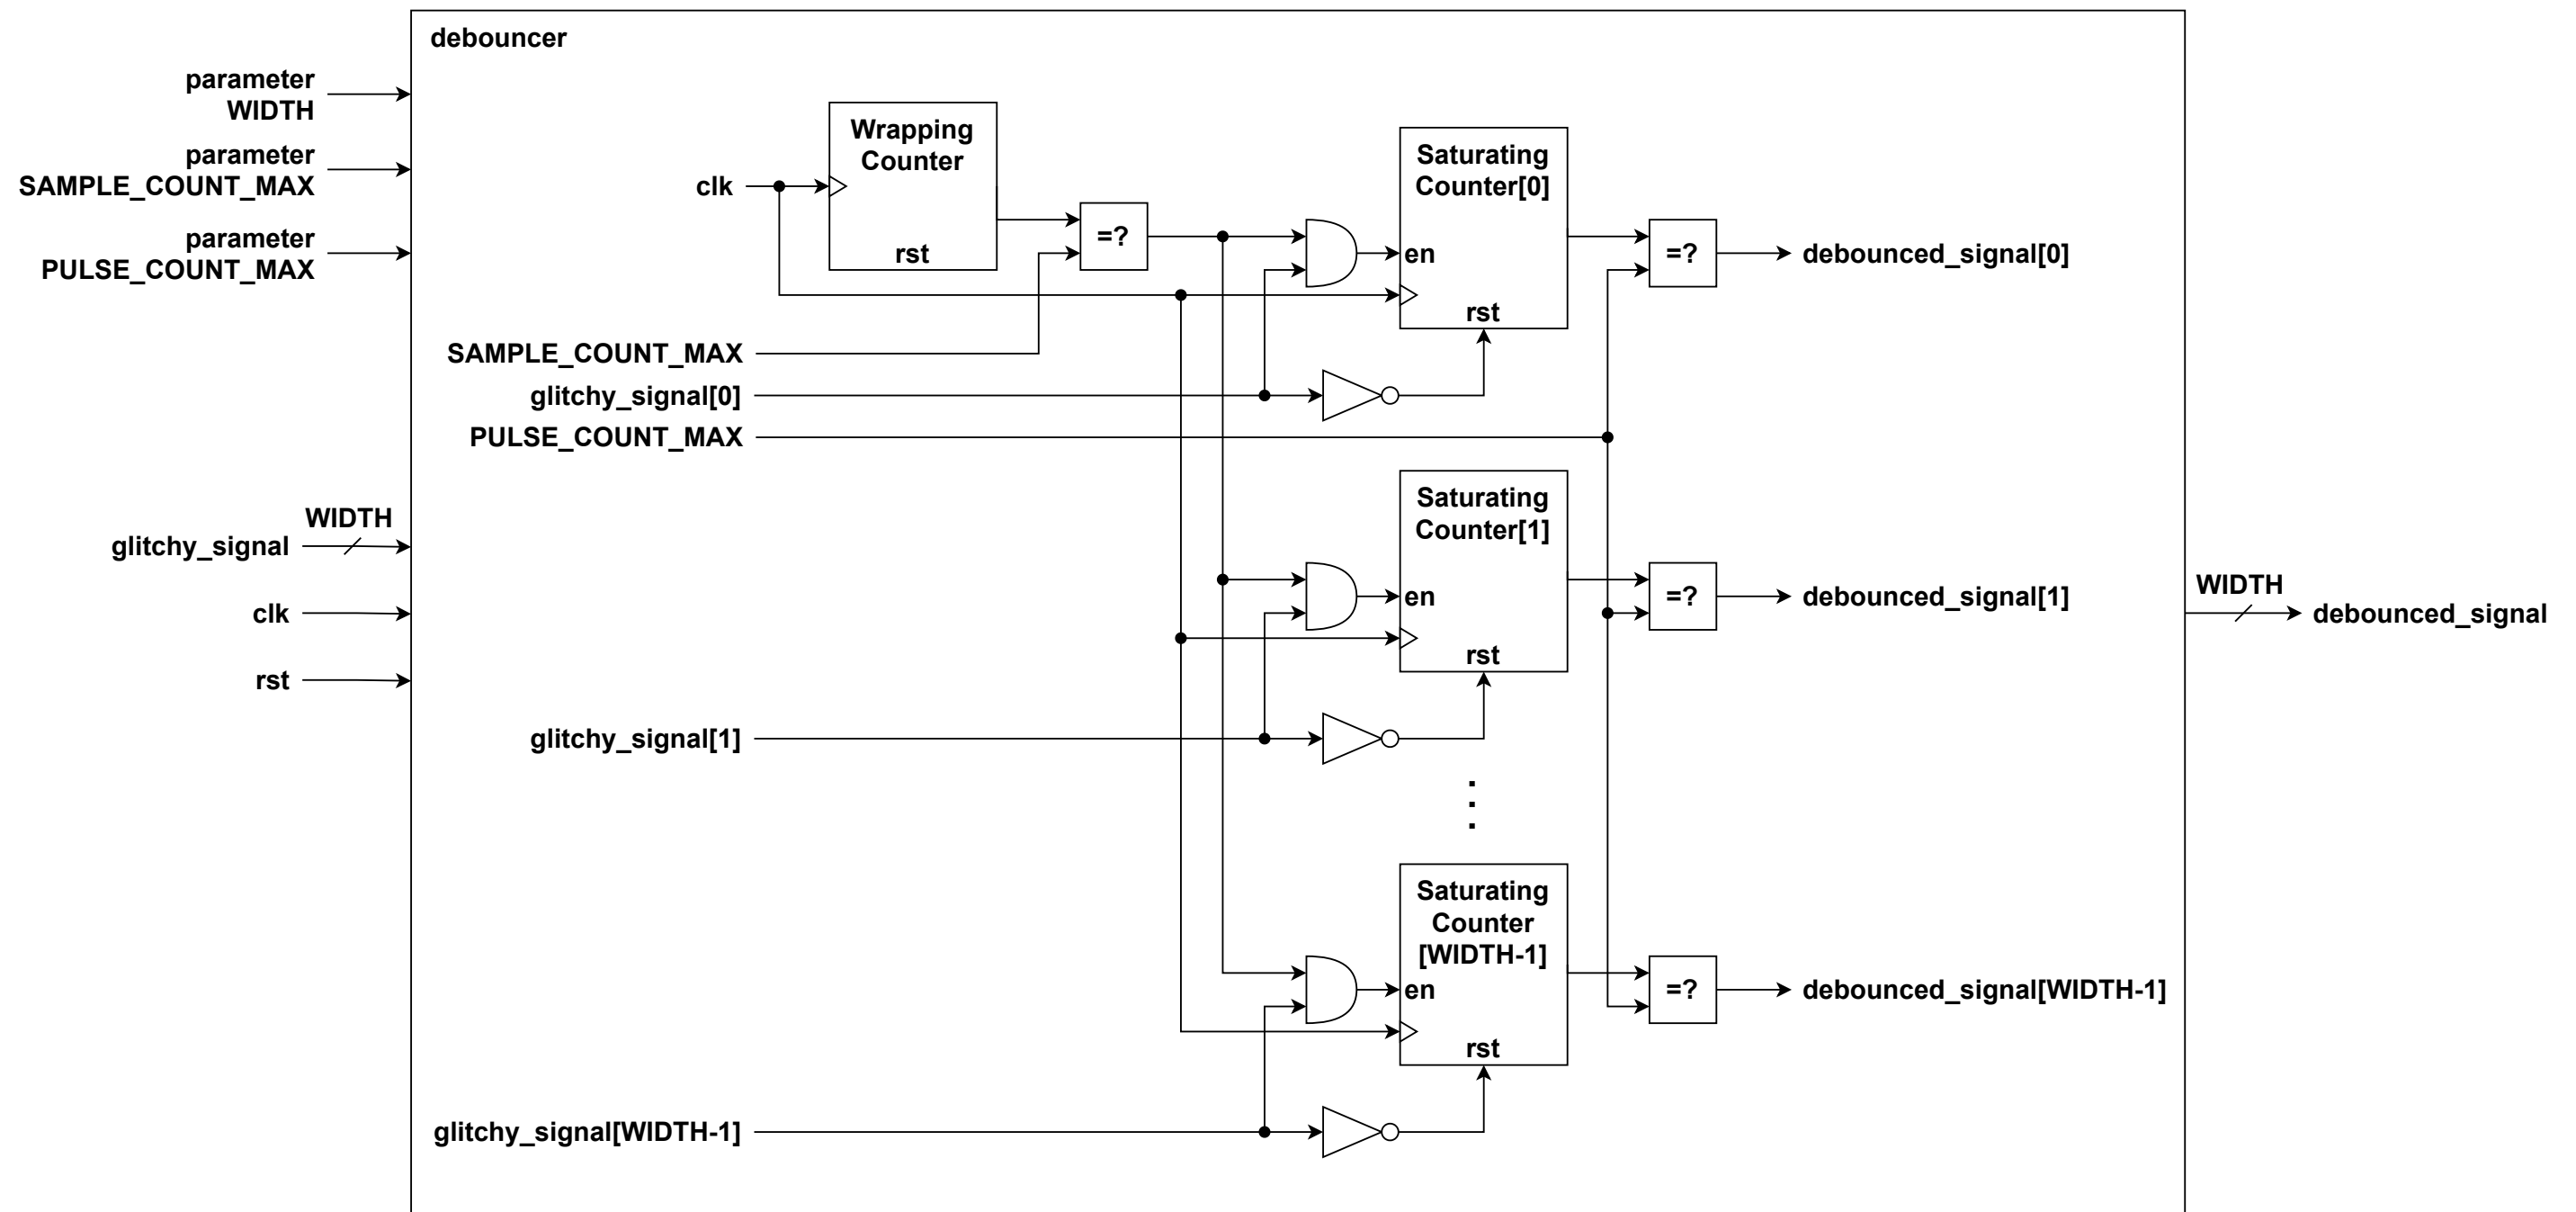 debouncer
parameter
WIDTH
parameter
SAMPLE_COUNT_MAX
parameter
PULSE_COUNT_MAX
WIDTH
glitchy_signal
clk
rst
Wrapping
Counter
rst
clk
=?
SAMPLE_COUNT_MAX
glitchy_signal[0]
PULSE_COUNT_MAX
Saturating
Counter[0]
en
rst
=?
debounced_signal[0]
Saturating
Counter[1]
en
rst
=?
debounced_signal[1]
glitchy_signal[1]
Saturating
Counter
[WIDTH-1]
en
rst
=?
debounced_signal[WIDTH-1]
glitchy_signal[WIDTH-1]
WIDTH
debounced_signal